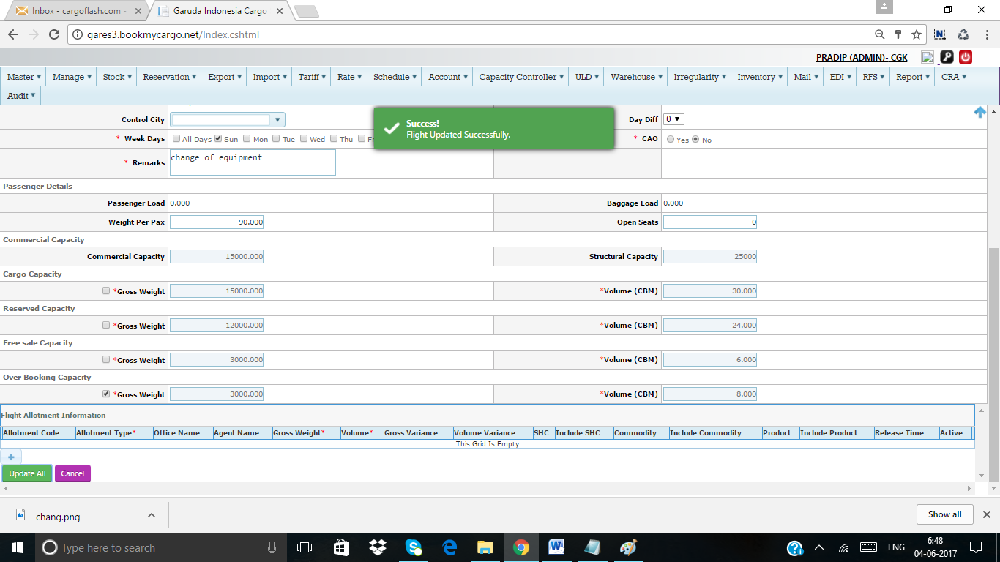 Inbox - cargoflash.com -
Garuda Indonesia Cargo
gares3.bookmycargo.net/Index.cshtml
PRADIP (ADMIN)- CGK
Master Manage Stock Reservation Export Import Tariff Rate Schedule Account Capacity Controller ULD Warehouse Irregularity Inventory Mail EDI RFS Report CRA
Audit
Control City Day Diff 0
Success!
Flight Updated Successfully.
* Week Days All Days Sun Mon Tue Wed Thu * CAO Yes No
* Remarks change of equipment
Passenger Details
Passenger Load 0.000 Baggage Load 0.000
Weight Per Pax 90.000 Open Seats 0
Commercial Capacity
Commercial Capacity 15000.000 Structural Capacity 25000
Cargo Capacity
*Gross Weight 15000.000 *Volume (CBM) 30.000
Reserved Capacity
*Gross Weight 12000.000 *Volume (CBM) 24.000
Free sale Capacity
*Gross Weight 3000.000 *Volume (CBM) 6.000
Over Booking Capacity
*Gross Weight 3000.000 *Volume (CBM) 8.000
Flight Allotment Information
Allotment Code Allotment Type* Office Name Agent Name Gross Weight* Volume* Gross Variance Volume Variance SHC Include SHC Commodity Include Commodity Product Include Product Release Time Active
This Grid Is Empty
+
Update All Cancel
chang.png Show all
Type here to search ENG 6:48
04-06-2017